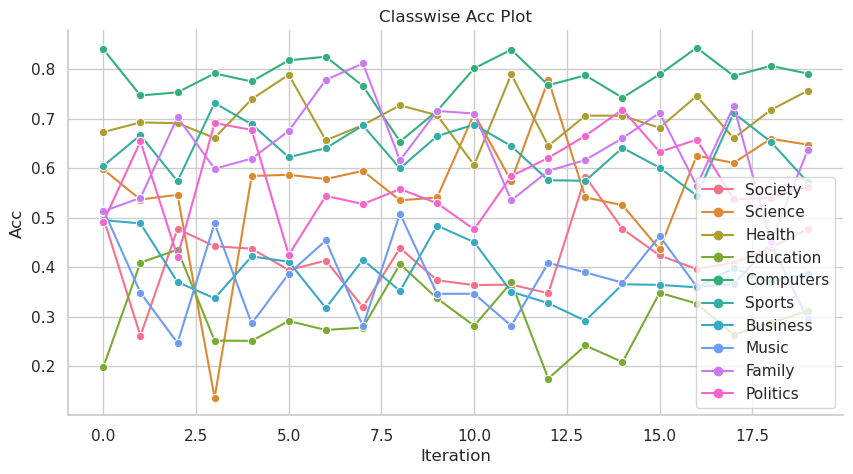 Classwise Acc Plot
Acc
0.8
0.7
0.6
0.5
0.4
0.3
0.2
0.0
2.5
5.0
7.5
10.0
12.5
15.0
17.5
Iteration
Society
Science
Health
Education
Computers
Sports
Business
Music
Family
Politics